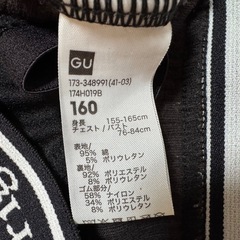 GU
173-348991(41-03)
174H019B
160
身長 155-165cm
チェスト/バスト
76-84cm
表地/
95% 綿
5% ポリウレタン
裏地/
92% ポリエステル
8% ポリウレタン
ゴム部分/
58% ナイロン
34% ポリエステル
8% ポリウレタン